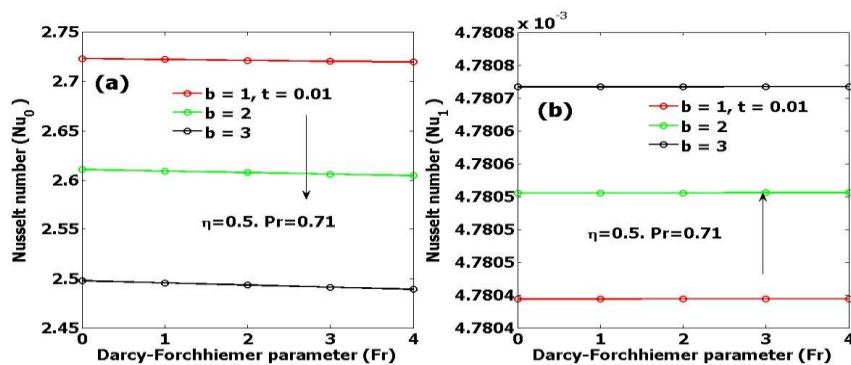 2.75
2.7
2.65
2.6
2.55
2.5
2.45
0 1 2 3 4
Nusselt number (Nu0)
Darcy-Forchhiemer parameter (Fr)
(a)
b = 1, t = 0.01
b = 2
b = 3
η=0.5. Pr=0.71
x 10-3
4.7808
4.7808
4.7807
4.7806
4.7806
4.7805
4.7805
4.7804
4.7804
0 1 2 3 4
Nusselt number (Nu1)
Darcy-Forchhiemer parameter (Fr)
(b)
b = 1, t = 0.01
b = 2
b = 3
η=0.5. Pr=0.71